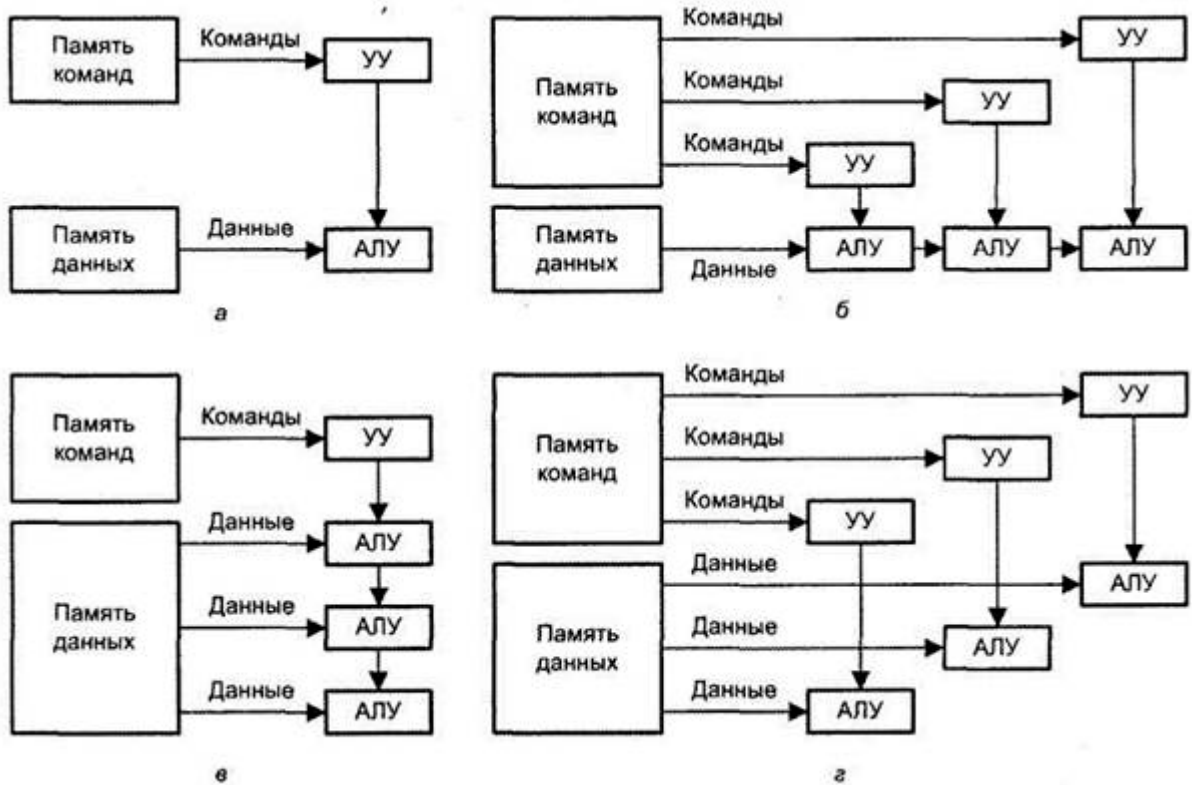 Память
команд
Команды
УУ
Память
данных
Данные
АЛУ
а
Память
команд
Команды
УУ
Команды
УУ
Команды
УУ
Память
данных
Данные
АЛУ
АЛУ
АЛУ
б
Память
команд
Команды
УУ
Память
данных
Данные
АЛУ
Данные
АЛУ
Данные
АЛУ
в
Память
команд
Команды
УУ
Команды
УУ
Команды
УУ
Память
данных
Данные
АЛУ
Данные
АЛУ
Данные
АЛУ
г